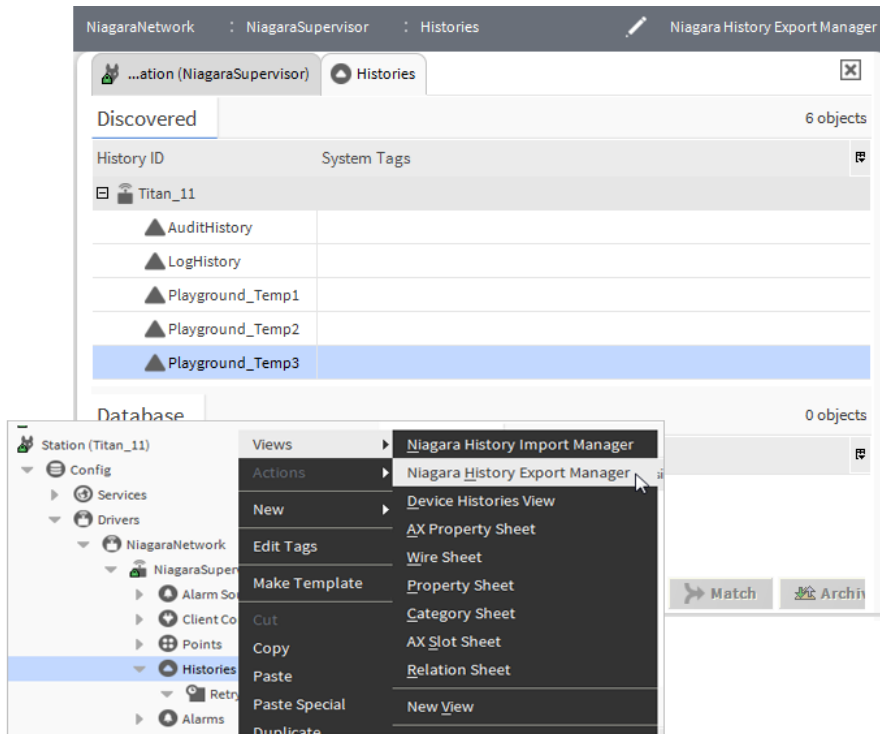 NiagaraNetwork : NiagaraSupervisor : Histories Niagara History Export Manager
...ation (NiagaraSupervisor) Histories
Discovered 6 objects
History ID System Tags
Titan_11
AuditHistory
LogHistory
Playground_Temp1
Playground_Temp2
Playground_Temp3
Database 0 objects
Match Archiv
Station (Titan_11)
Config
Services
Drivers
NiagaraNetwork
NiagaraSuper
Alarm So
Client Co
Points
Histories
Retry
Alarms
Views
Actions
New
Edit Tags
Make Template
Cut
Copy
Paste
Paste Special
Duplicate
Niagara History Import Manager
Niagara History Export Manager
Device Histories View
AX Property Sheet
Wire Sheet
Property Sheet
Category Sheet
AX Slot Sheet
Relation Sheet
New View